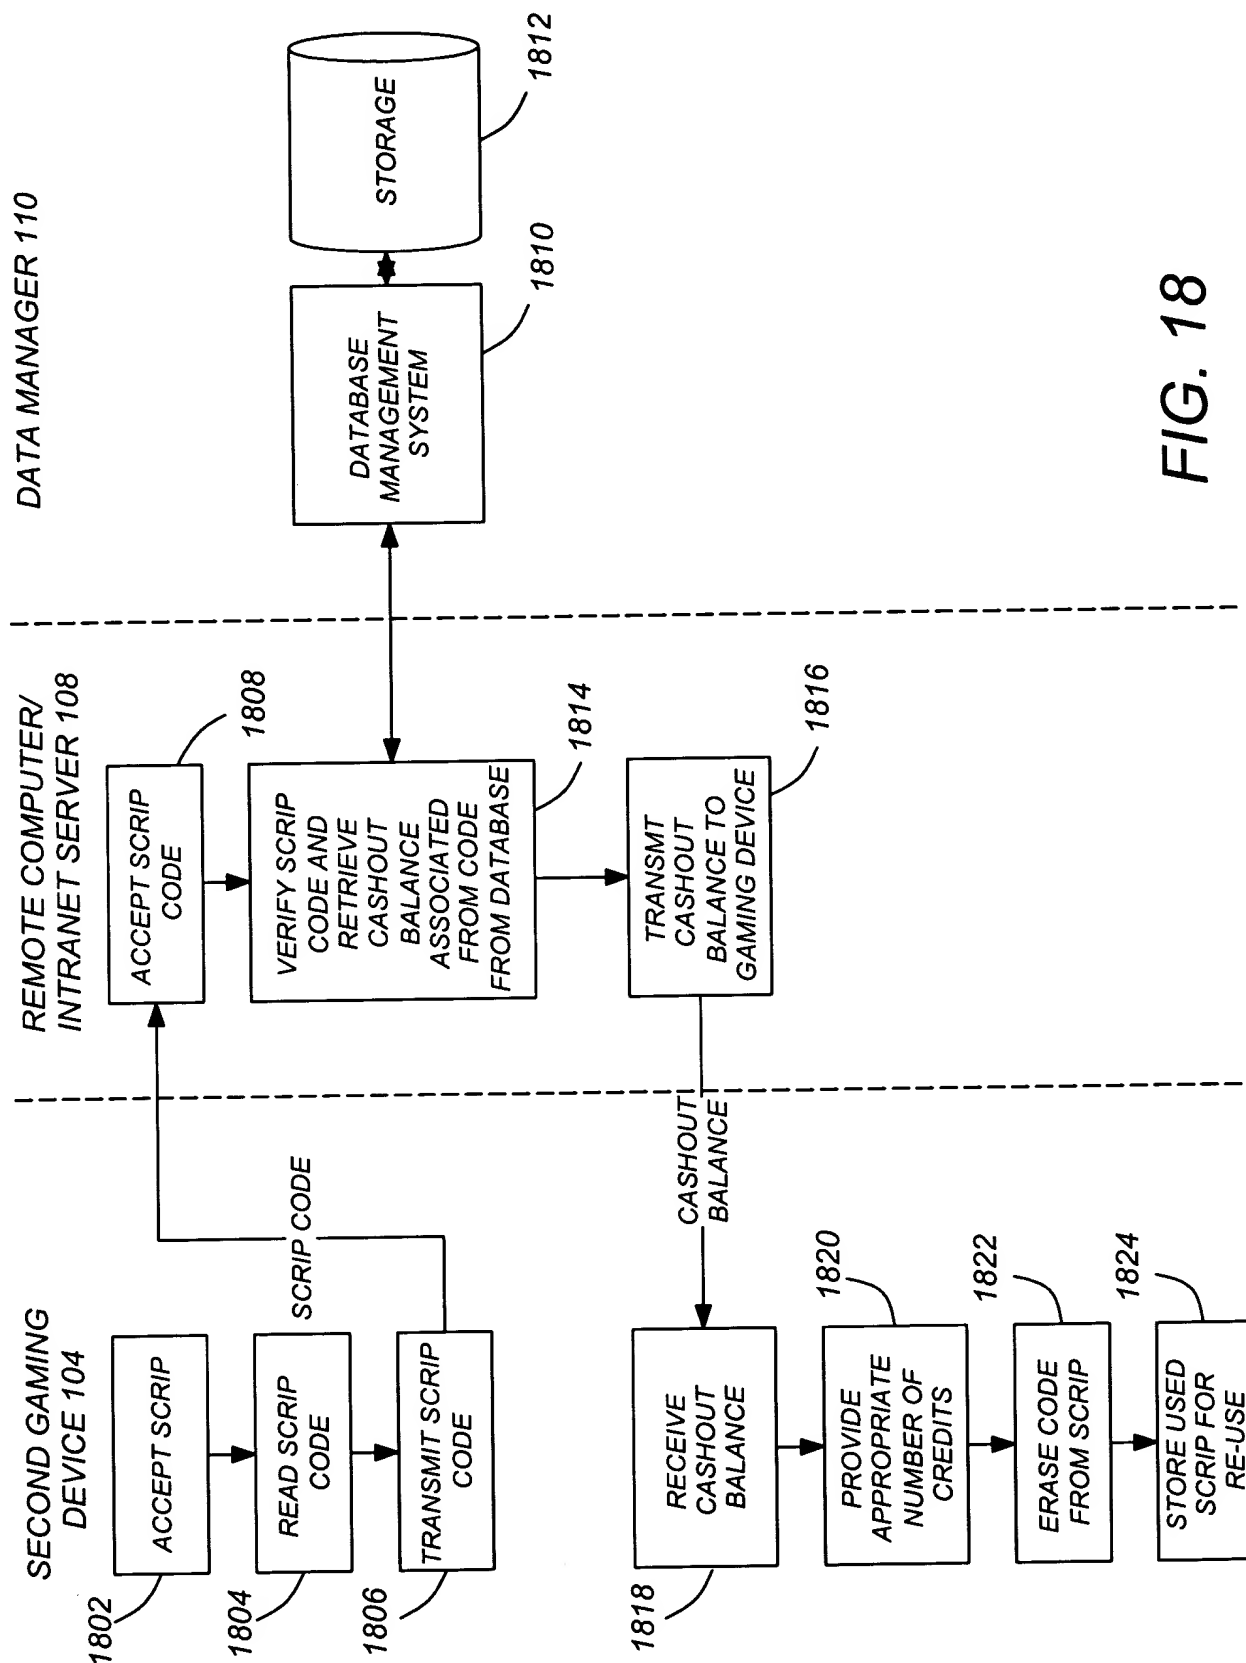 SECOND GAMING
DEVICE 104
REMOTE COMPUTER/
INTRANET SERVER 108
DATA MANAGER 110
1802
ACCEPT SCRIP
1804
READ SCRIP
CODE
1806
TRANSMIT SCRIP
CODE
SCRIP CODE
ACCEPT SCRIP
CODE
1808
VERIFY SCRIP
CODE AND
RETRIEVE
CASHOUT
BALANCE
ASSOCIATED
FROM CODE
FROM DATABASE
1814
DATABASE
MANAGEMENT
SYSTEM
1810
STORAGE
1812
TRANSMT
CASHOUT
BALANCE TO
GAMING DEVICE
1816
CASHOUT
BALANCE
RECEIVE
CASHOUT
BALANCE
1818
PROVIDE
APPROPRIATE
NUMBER OF
CREDITS
1820
ERASE CODE
FROM SCRIP
1822
STORE USED
SCRIP FOR
RE-USE
1824
FIG. 18